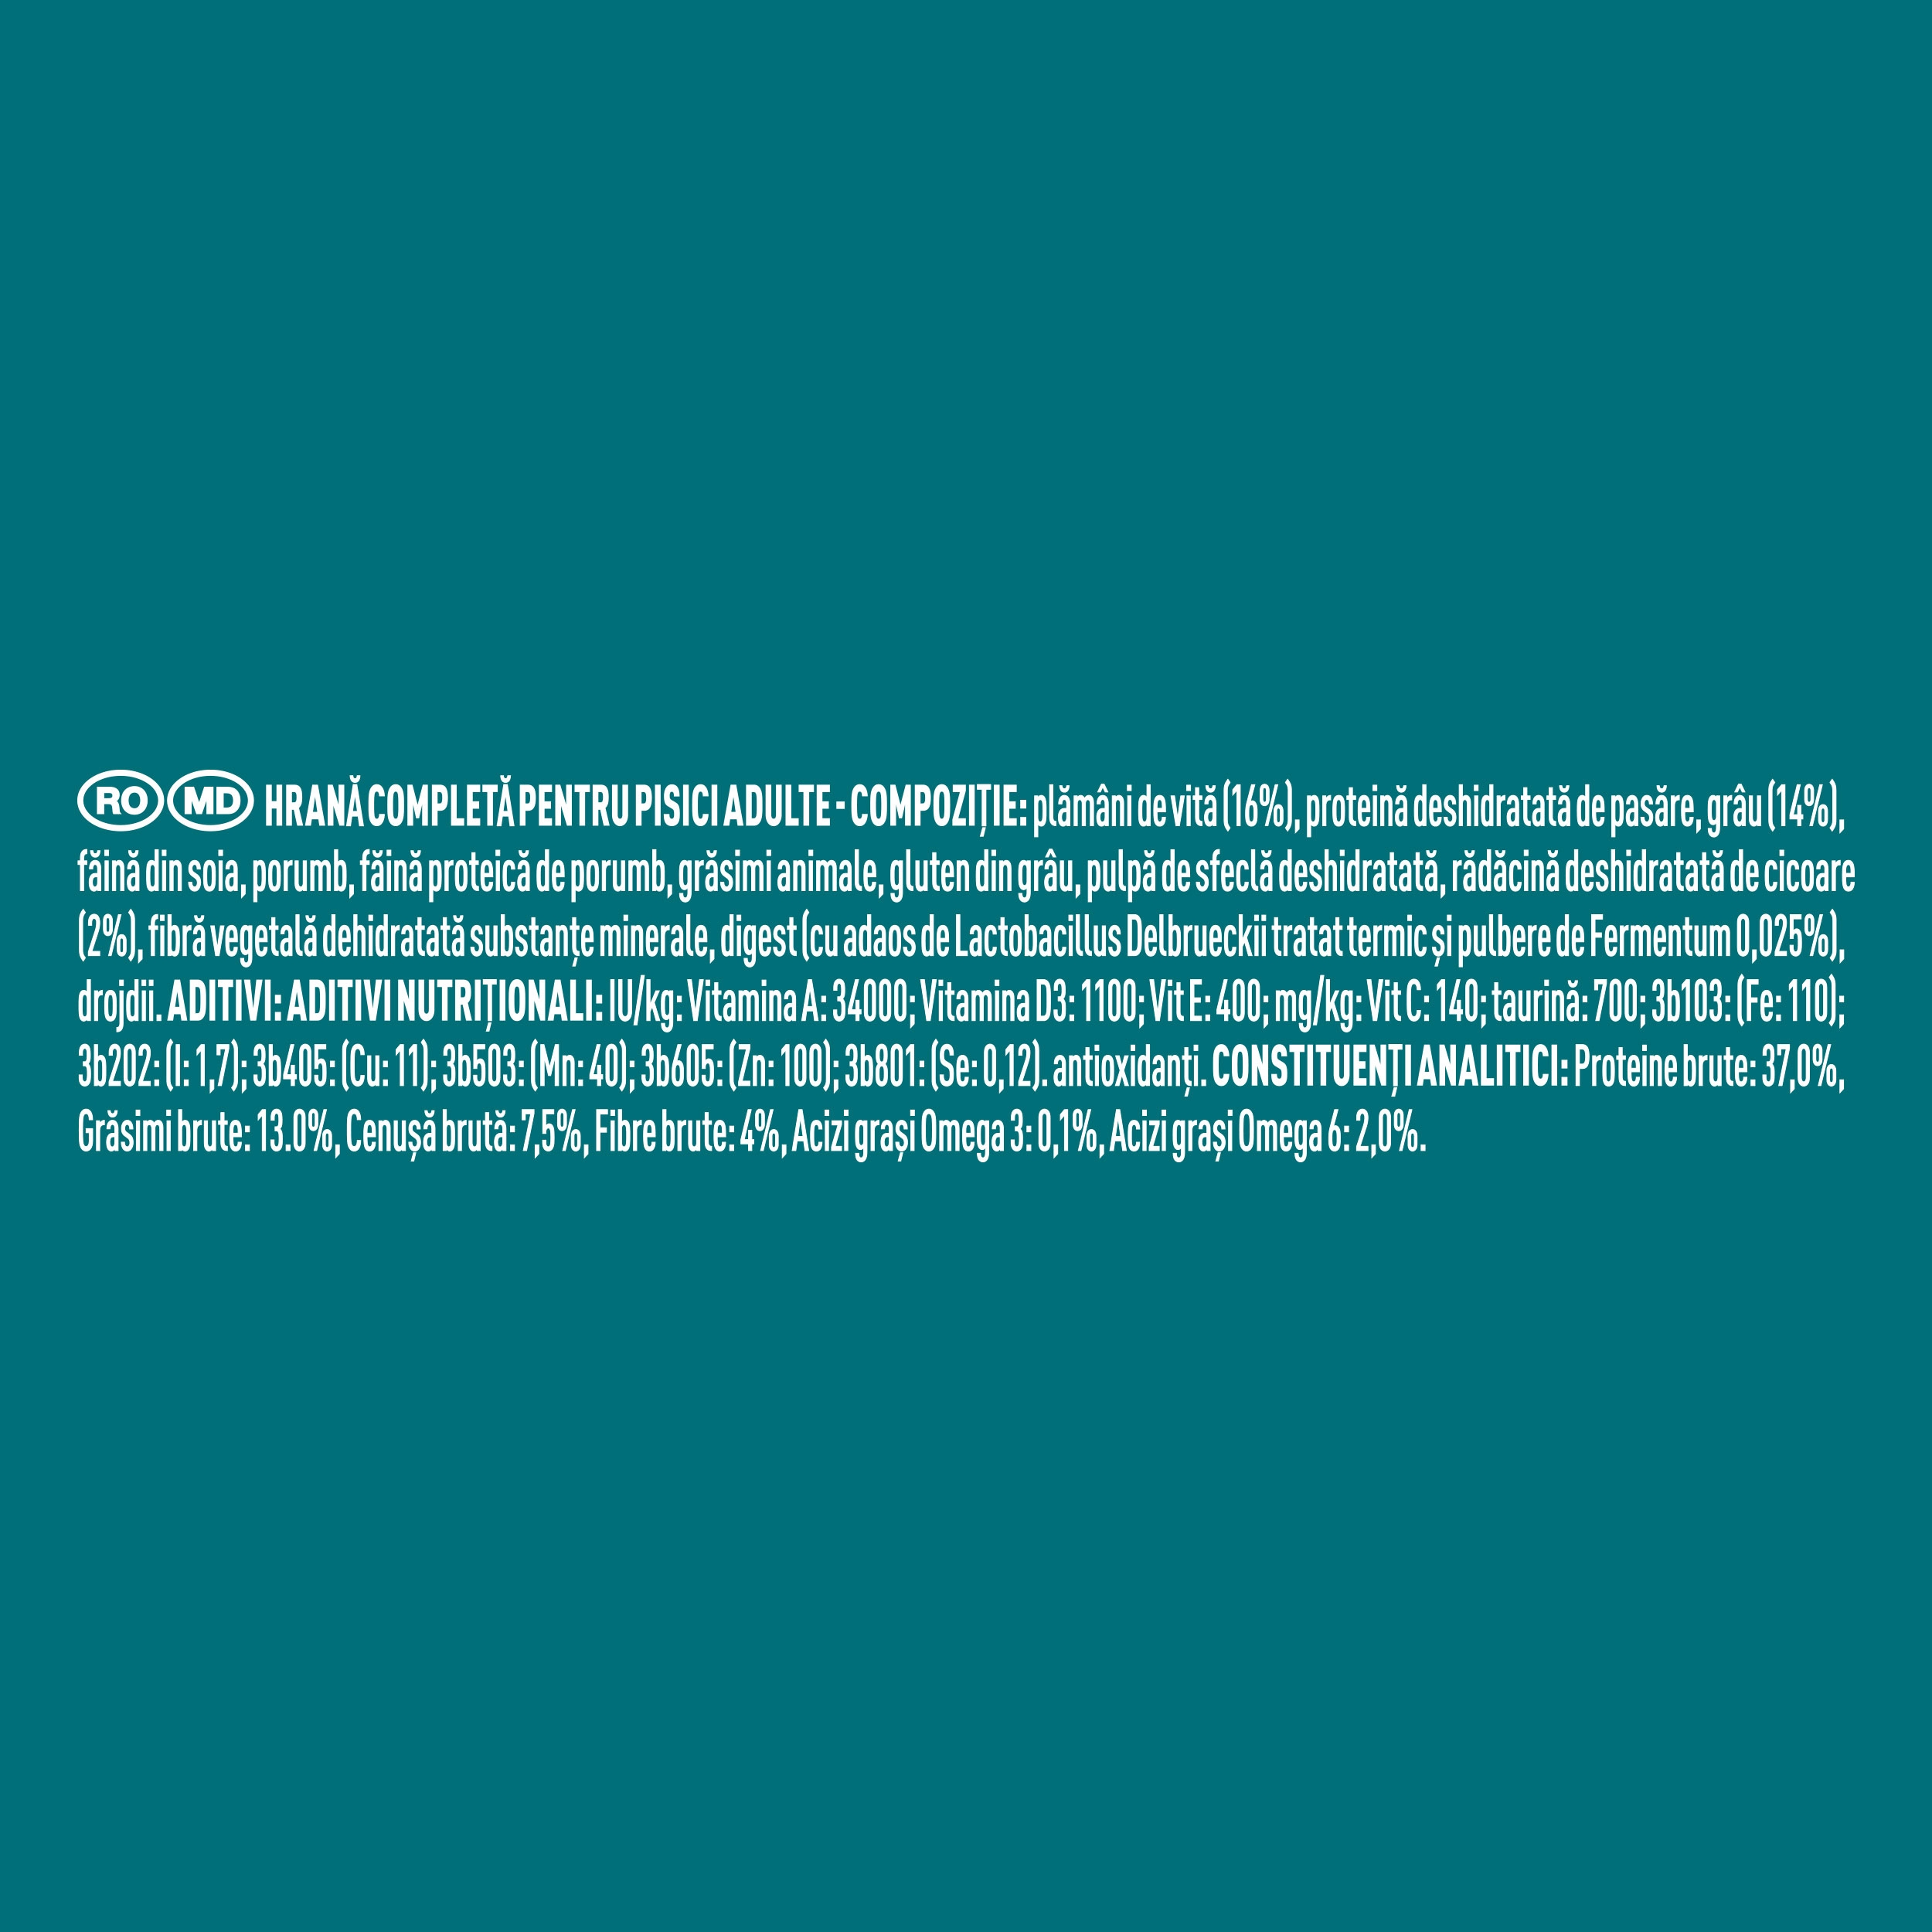 RO MD HRANĂ COMPLETĂ PENTRU PISICI ADULTE - COMPOZIȚIE: plămâni de vită (16%), proteină deshidratată de pasăre, grâu (14%),
făină din soia, porumb, făină proteică de porumb, grăsimi animale, gluten din grâu, pulpă de sfeclă deshidratată, rădăcină deshidratată de cicoare
(2%), fibră vegetală dehidratată substanțe minerale, digest (cu adaos de Lactobacillus Delbrueckii tratat termic și pulbere de Fermentum 0,025%),
drojdii. ADITIVI: ADITIVI NUTRIȚIONALI: IU/kg: Vitamina A: 34000; Vitamina D3: 1100; Vit E: 400; mg/kg: Vit C: 140; taurină: 700; 3b103: (Fe: 110);
3b202: (I: 1,7); 3b405: (Cu: 11); 3b503: (Mn: 40); 3b605: (Zn: 100); 3b801: (Se: 0,12). antioxidanți. CONSTITUENȚI ANALITICI: Proteine brute: 37,0%,
Grăsimi brute: 13.0%, Cenușă brută: 7,5%, Fibre brute: 4%, Acizi grași Omega 3: 0,1%, Acizi grași Omega 6: 2,0%.